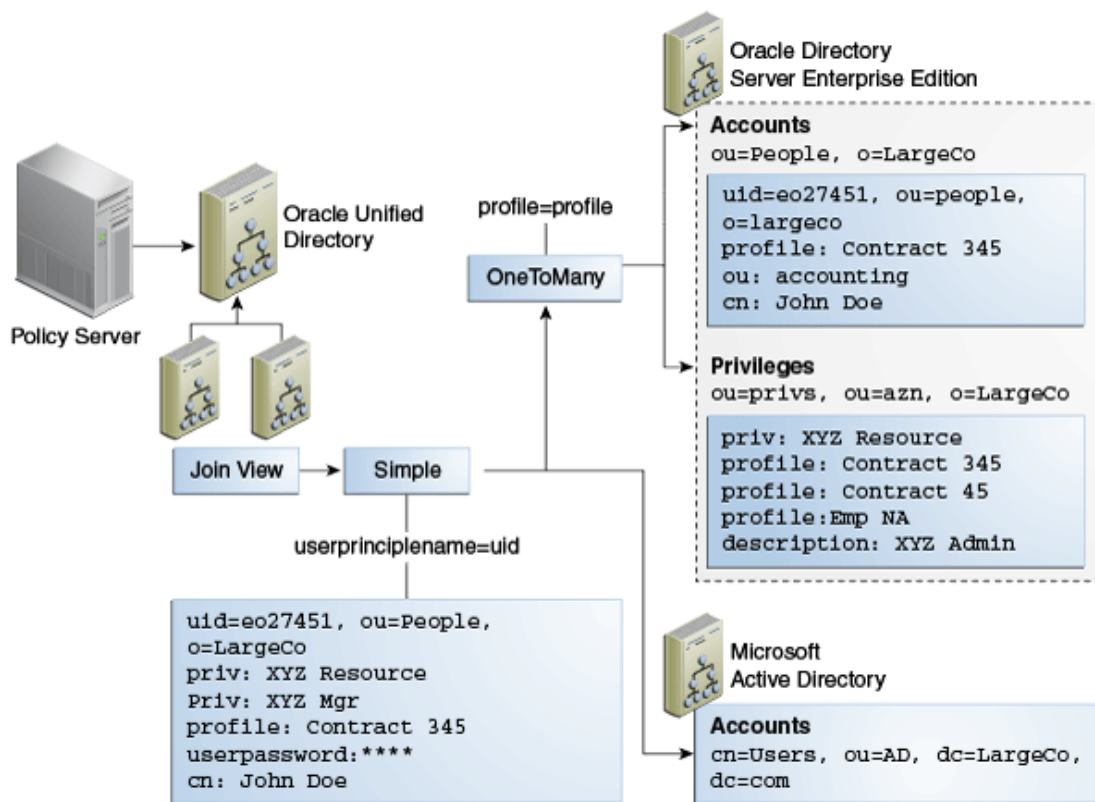 Policy Server
Oracle Unified
Directory
Join View
Simple
userprinciplename=uid
uid=eo27451, ou=People,
o=LargeCo
priv: XYZ Resource
Priv: XYZ Mgr
profile: Contract 345
userpassword:****
cn: John Doe
profile=profile
OneToMany
Oracle Directory
Server Enterprise Edition
Accounts
ou=People, o=LargeCo
uid=eo27451, ou=people,
o=largeco
profile: Contract 345
ou: accounting
cn: John Doe
Privileges
ou=privs, ou=azn, o=LargeCo
priv: XYZ Resource
profile: Contract 345
profile: Contract 45
profile:Emp NA
description: XYZ Admin
Microsoft
Active Directory
Accounts
cn=Users, ou=AD, dc=LargeCo,
dc=com